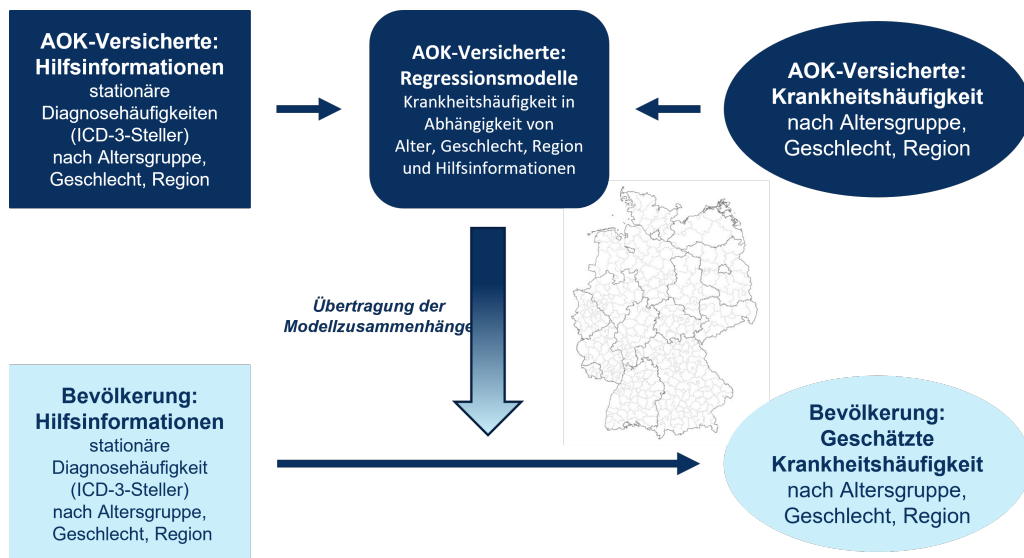 AOK-Versicherte:
Hilfsinformationen
stationäre
Diagnosehäufigkeiten
(ICD-3-Steller)
nach Altersgruppe,
Geschlecht, Region
AOK-Versicherte:
Regressionsmodelle
Krankheitshäufigkeit in
Abhängigkeit von
Alter, Geschlecht, Region
und Hilfsinformationen
AOK-Versicherte:
Krankheitshäufigkeit
nach Altersgruppe,
Geschlecht, Region
Übertragung der
Modellzusammenhänge
Bevölkerung:
Hilfsinformationen
stationäre
Diagnosehäufigkeit
(ICD-3-Steller)
nach Altersgruppe,
Geschlecht, Region
Bevölkerung:
Geschätzte
Krankheitshäufigkeit
nach Altersgruppe,
Geschlecht, Region